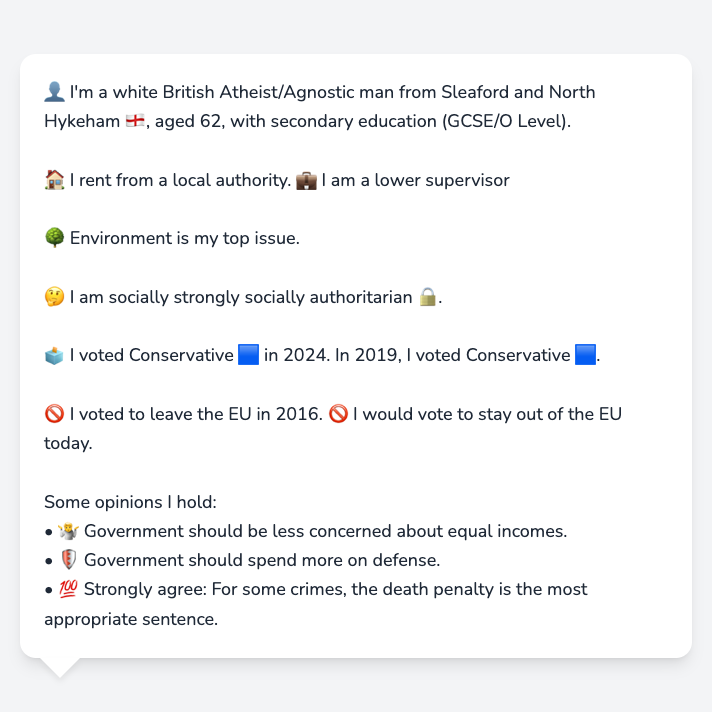 👤 I'm a white British Atheist/Agnostic man from Sleaford and North
Hykeham 🏴󠁧󠁢󠁥󠁮󠁧󠁿, aged 62, with secondary education (GCSE/O Level).
🏠 I rent from a local authority. 💼 I am a lower supervisor
🌳 Environment is my top issue.
🤔 I am socially strongly socially authoritarian 🔒.
🗳️ I voted Conservative 🟦 in 2024. In 2019, I voted Conservative 🟦.
🚫 I voted to leave the EU in 2016. 🚫 I would vote to stay out of the EU
today.
Some opinions I hold:
• 🤷 Government should be less concerned about equal incomes.
• 🛡️ Government should spend more on defense.
• 💯 Strongly agree: For some crimes, the death penalty is the most
appropriate sentence.